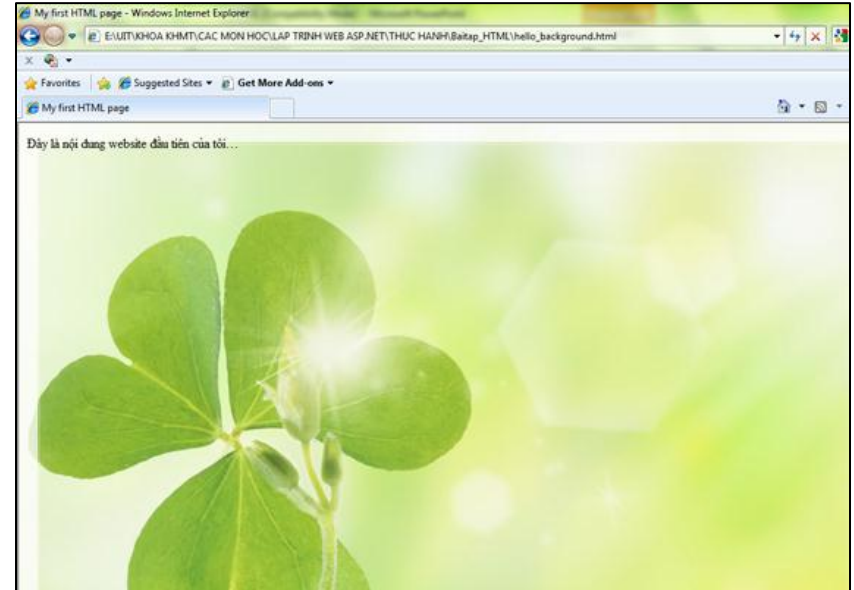 My first HTML page - Windows Internet Explorer
E:\UIT\KHOA KHMT\CAC MON HOC\LAP TRINH WEB ASP.NET\THUC HANH\Baitap_HTML\hello_background.html
x
Favorites Suggested Sites Get More Add-ons
My first HTML page
Đây là nội dung website đầu tiên của tôi…